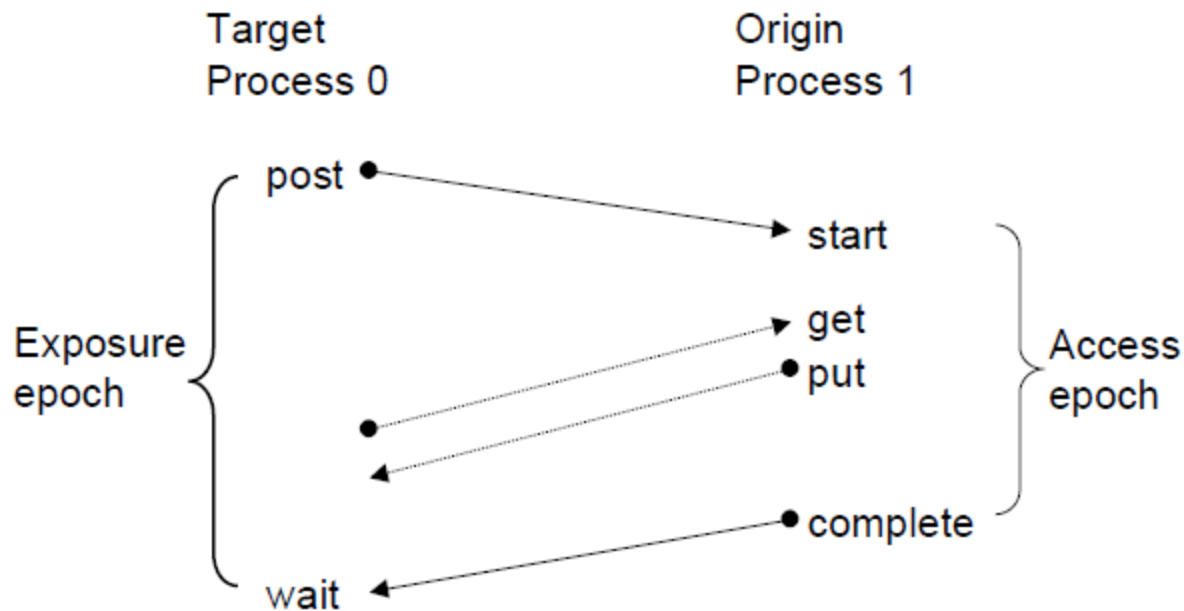 Target
Process 0
Origin
Process 1
post
start
Exposure
epoch
get
put
Access
epoch
complete
wait